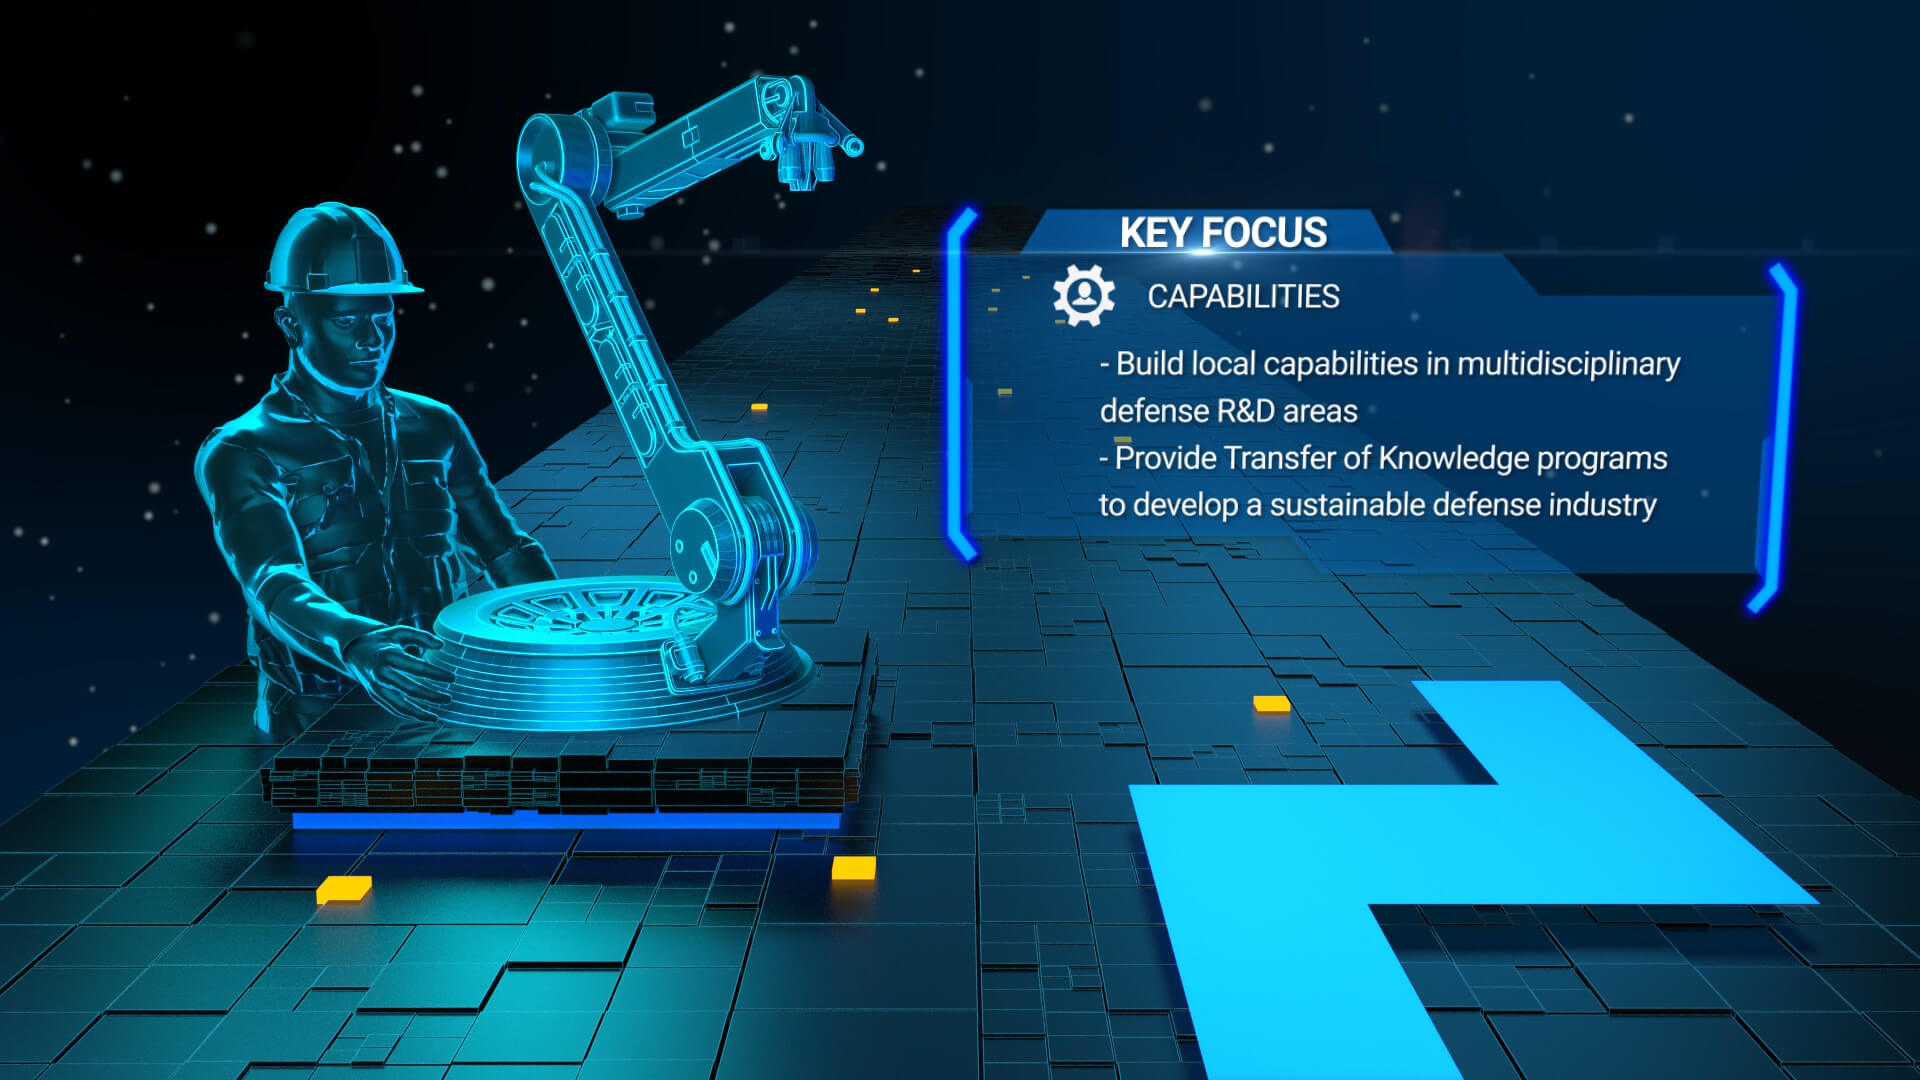 KEY FOCUS
CAPABILITIES
- Build local capabilities in multidisciplinary
defense R&D areas
- Provide Transfer of Knowledge programs
to develop a sustainable defense industry